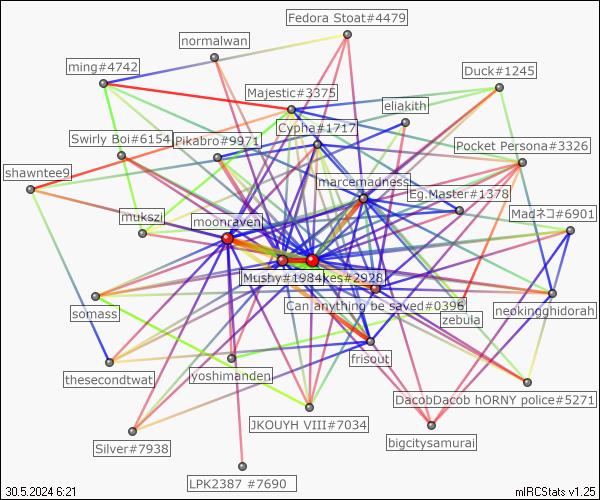 Fedora Stoat#4479
normalwan
ming#4742
Duck#1245
Majestic#3375
eliakith
Cypha#1717
Swirly Boi#6154
Pikabro#9971
Pocket Persona#3326
shawntee9
marcemadness
Eg.Master#1378
mukszi
moonraven
Madネコ#6901
Mushy#1984
kes#2928
Can anything be saved#0396
somass
zebula
neokingghidorah
frisout
thesecondtwat
yoshimanden
DacobDacob hORNY police#5271
JKOUYH VIII#7034
bigcitysamurai
Silver#7938
LPK2387 #7690
30.5.2024 6:21
mIRCStats v1.25